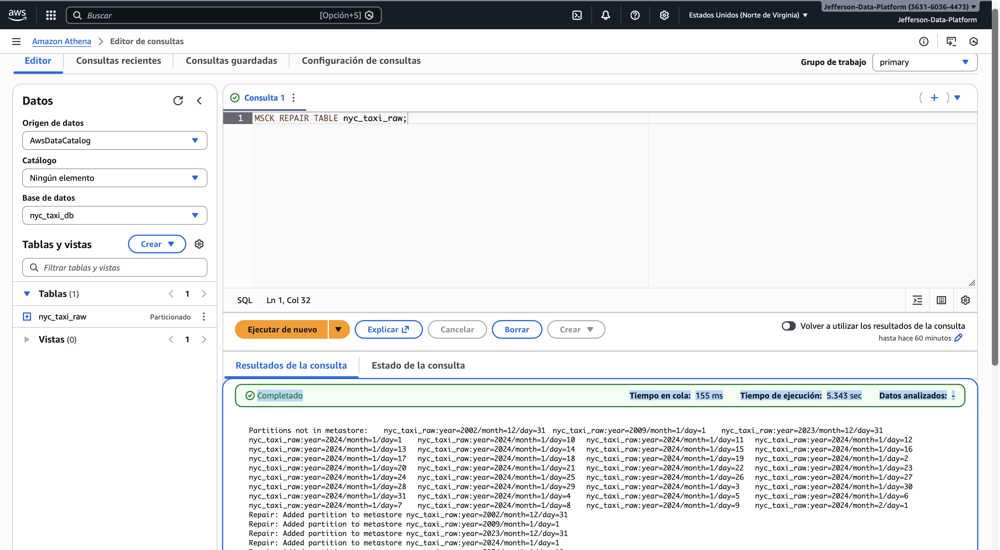 aws
Buscar
[Opción+S]
Estados Unidos (Norte de Virginia)
Jefferson-Data-Platform (3631-6036-4473)
Jefferson-Data-Platform
Amazon Athena
Editor de consultas
Editor
Consultas recientes
Consultas guardadas
Configuración de consultas
Grupo de trabajo
primary
Datos
Origen de datos
AwsDataCatalog
Catálogo
Ningún elemento
Base de datos
nyc_taxi_db
Tablas y vistas
Crear
Filtrar tablas y vistas
Tablas (1)
1
nyc_taxi_raw
Particionado
Vistas (0)
1
Consulta 1
1 MSCK REPAIR TABLE nyc_taxi_raw;
SQL
Ln 1, Col 32
Ejecutar de nuevo
Explicar
Cancelar
Borrar
Crear
Volver a utilizar los resultados de la consulta
hasta hace 60 minutos
Resultados de la consulta
Estado de la consulta
Completado
Tiempo en cola: 155 ms
Tiempo de ejecución: 5.343 sec
Datos analizados: -
Partitions not in metastore: nyc_taxi_raw:year=2002/month=12/day=31 nyc_taxi_raw:year=2009/month=1/day=1 nyc_taxi_raw:year=2023/month=12/day=31
nyc_taxi_raw:year=2024/month=1/day=1 nyc_taxi_raw:year=2024/month=1/day=10 nyc_taxi_raw:year=2024/month=1/day=11 nyc_taxi_raw:year=2024/month=1/day=12
nyc_taxi_raw:year=2024/month=1/day=13 nyc_taxi_raw:year=2024/month=1/day=14 nyc_taxi_raw:year=2024/month=1/day=15 nyc_taxi_raw:year=2024/month=1/day=16
nyc_taxi_raw:year=2024/month=1/day=17 nyc_taxi_raw:year=2024/month=1/day=18 nyc_taxi_raw:year=2024/month=1/day=19 nyc_taxi_raw:year=2024/month=1/day=2
nyc_taxi_raw:year=2024/month=1/day=20 nyc_taxi_raw:year=2024/month=1/day=21 nyc_taxi_raw:year=2024/month=1/day=22 nyc_taxi_raw:year=2024/month=1/day=23
nyc_taxi_raw:year=2024/month=1/day=24 nyc_taxi_raw:year=2024/month=1/day=25 nyc_taxi_raw:year=2024/month=1/day=26 nyc_taxi_raw:year=2024/month=1/day=27
nyc_taxi_raw:year=2024/month=1/day=28 nyc_taxi_raw:year=2024/month=1/day=29 nyc_taxi_raw:year=2024/month=1/day=3 nyc_taxi_raw:year=2024/month=1/day=30
nyc_taxi_raw:year=2024/month=1/day=31 nyc_taxi_raw:year=2024/month=1/day=4 nyc_taxi_raw:year=2024/month=1/day=5 nyc_taxi_raw:year=2024/month=1/day=6
nyc_taxi_raw:year=2024/month=1/day=7 nyc_taxi_raw:year=2024/month=1/day=8 nyc_taxi_raw:year=2024/month=1/day=9 nyc_taxi_raw:year=2024/month=2/day=1
Repair: Added partition to metastore nyc_taxi_raw:year=2002/month=12/day=31
Repair: Added partition to metastore nyc_taxi_raw:year=2009/month=1/day=1
Repair: Added partition to metastore nyc_taxi_raw:year=2023/month=12/day=31
Repair: Added partition to metastore nyc_taxi_raw:year=2024/month=1/day=1